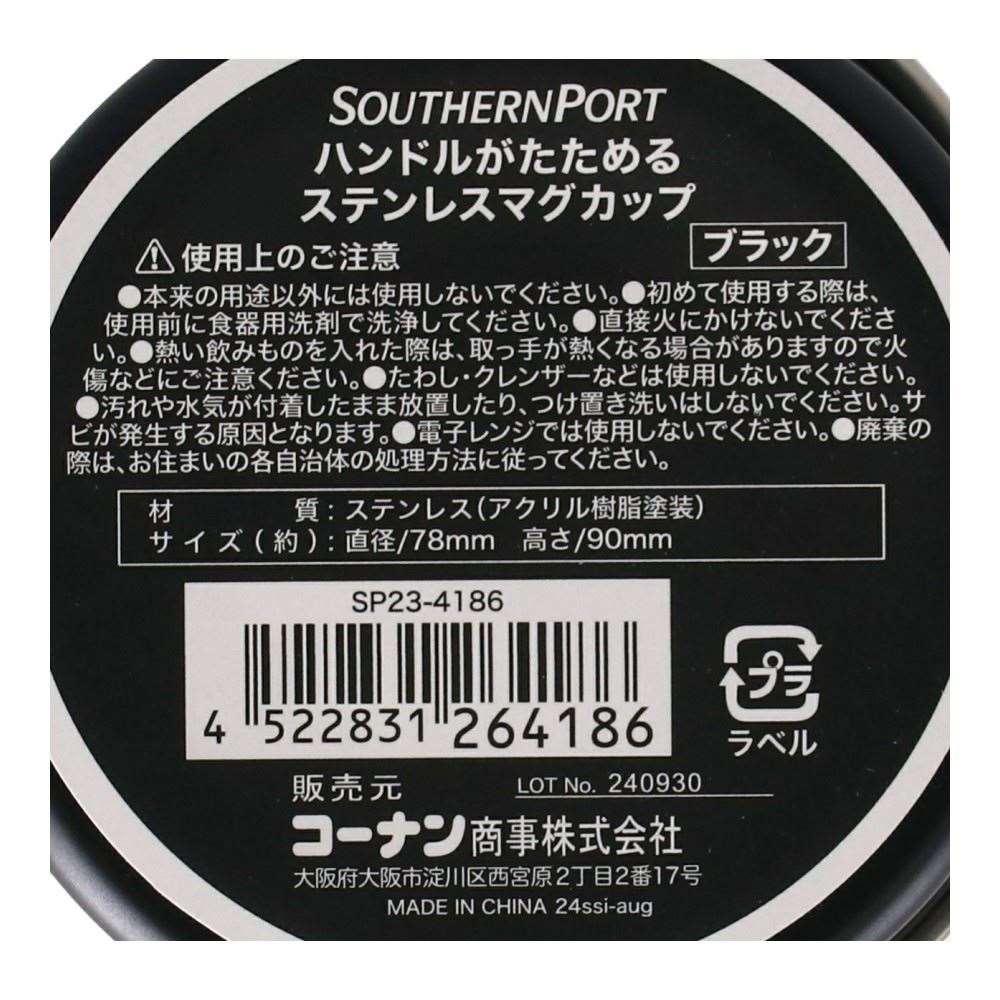 SOUTHERNPORT
ハンドルがたためる
ステンレスマグカップ
ブラック
⚠使用上のご注意
●本来の用途以外には使用しないでください。●初めて使用する際は、
使用前に食器用洗剤で洗浄してください。●直接火にかけないでくださ
い。●熱い飲みものを入れた際は、取っ手が熱くなる場合がありますので火
傷などにご注意ください。●たわし・クレンザーなどは使用しないでください。
●汚れや水気が付着したまま放置したり、つけ置き洗いはしないでください。サ
ビが発生する原因となります。●電子レンジでは使用しないでください。●廃棄の
際は、お住まいの各自治体の処理方法に従ってください。
材 質:ステンレス(アクリル樹脂塗装)
サイズ(約):直径/78mm 高さ/90mm
SP23-4186
4 522831 264186
プラ
ラベル
販売元
LOT No. 240930
コーナン商事株式会社
大阪府大阪市淀川区西宮原2丁目2番17号
MADE IN CHINA 24ssi-aug